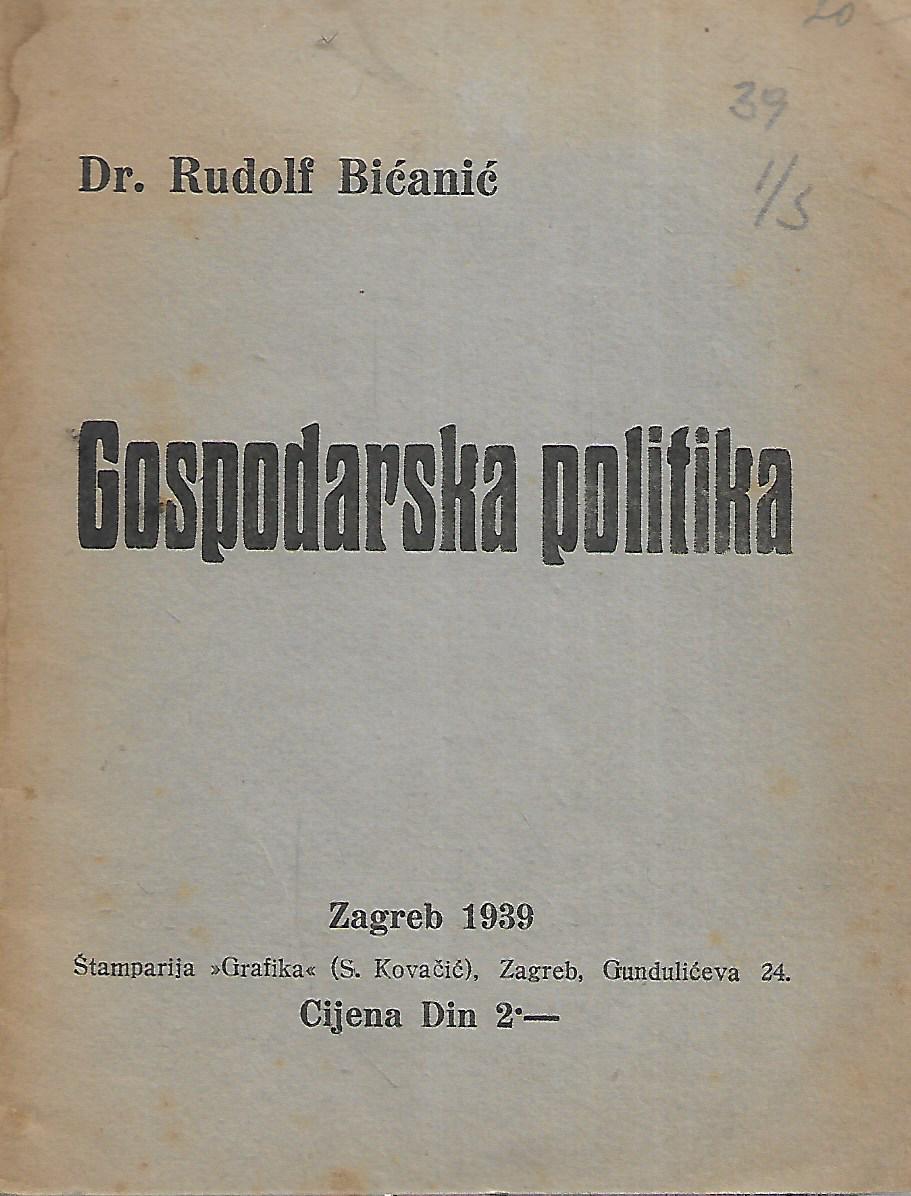 20
39
1/5
Dr. Rudolf Bićanić
Gospodarska politika
Zagreb 1939
Štamparija »Grafika« (S. Kovačić), Zagreb, Gundulićeva 24.
Cijena Din 2·—